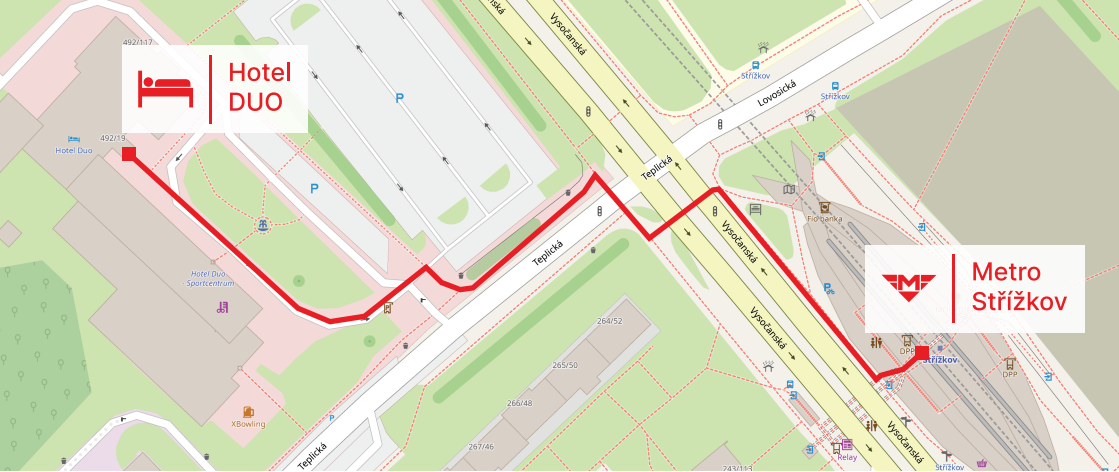 Vysočanská
Vysočanská
492/117
Hotel
DUO
Střížkov
Střížkov
P
Lovosická
492/19
Hotel Duo
P
Teplická
Fio banka
Vysočanská
Teplická
Metro
Střížkov
M
Hotel Duo
- Sportcentrum
P
264/52
Vysočanská
DPP
Střížkov
DPP
265/50
266/48
XBowling
P
267/46
Teplická
Relay
Vysočanská
Střížkov
243/113